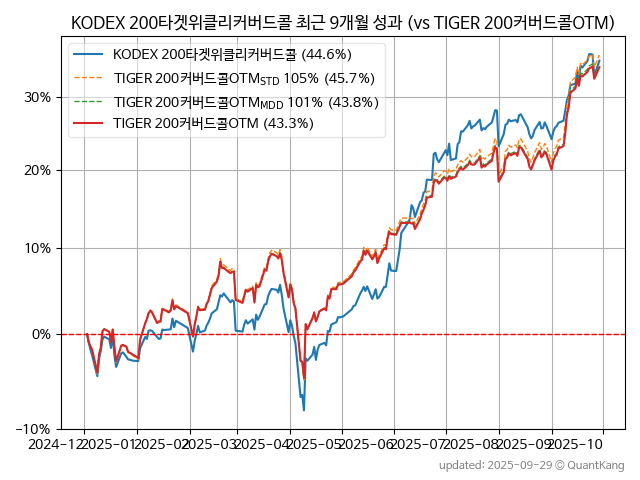 KODEX 200타겟위클리커버드콜 최근 9개월 성과 (vs TIGER 200커버드콜OTM)
KODEX 200타겟위클리커버드콜 (44.6%)
TIGER 200커버드콜OTM STD 105% (45.7%)
TIGER 200커버드콜OTM MDD 101% (43.8%)
TIGER 200커버드콜OTM (43.3%)
30%
20%
10%
0%
−10%
2024-12 2025-01 2025-02 2025-03 2025-04 2025-05 2025-06 2025-07 2025-08 2025-09 2025-10
updated: 2025-09-29 © QuantKang